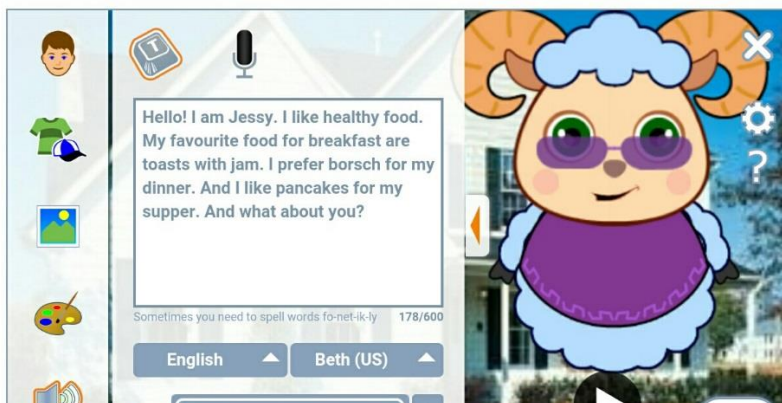 T
Hello! I am Jessy. I like healthy food.
My favourite food for breakfast are
toasts with jam. I prefer borsch for my
dinner. And I like pancakes for my
supper. And what about you?
Sometimes you need to spell words fo-net-ik-ly 178/600
English Beth (US)
?